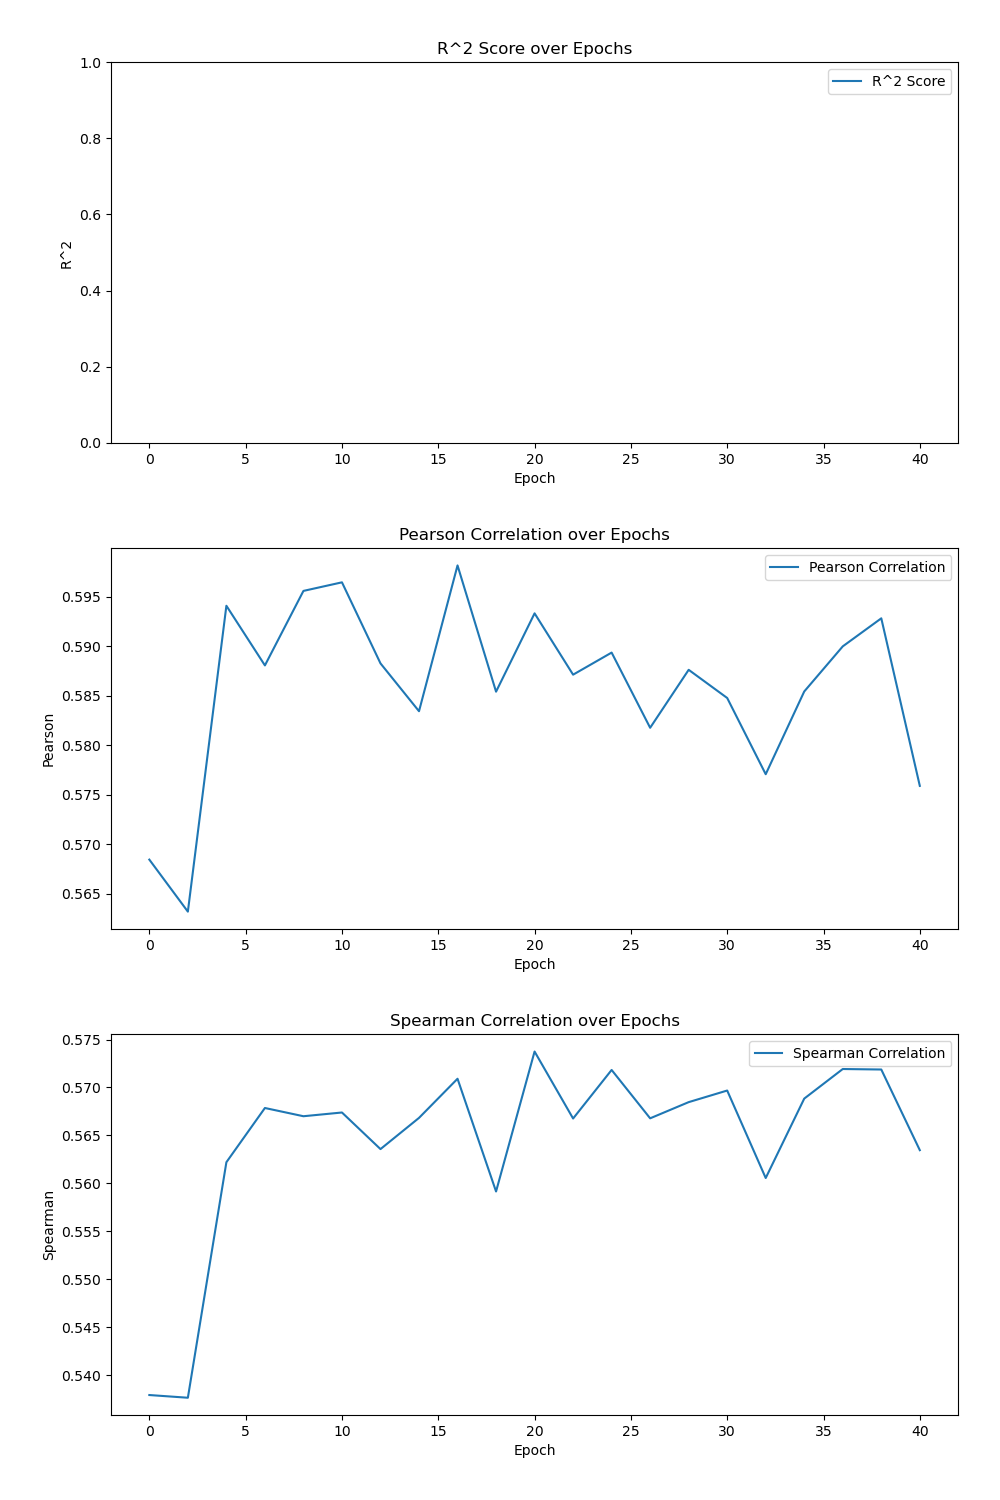 R^2 Score over Epochs
R^2 Score
1.0
0.8
0.6
0.4
0.2
0.0
R^2
0 5 10 15 20 25 30 35 40
Epoch
Pearson Correlation over Epochs
Pearson Correlation
0.595
0.590
0.585
0.580
0.575
0.570
0.565
Pearson
0 5 10 15 20 25 30 35 40
Epoch
Spearman Correlation over Epochs
Spearman Correlation
0.575
0.570
0.565
0.560
0.555
0.550
0.545
0.540
Spearman
0 5 10 15 20 25 30 35 40
Epoch